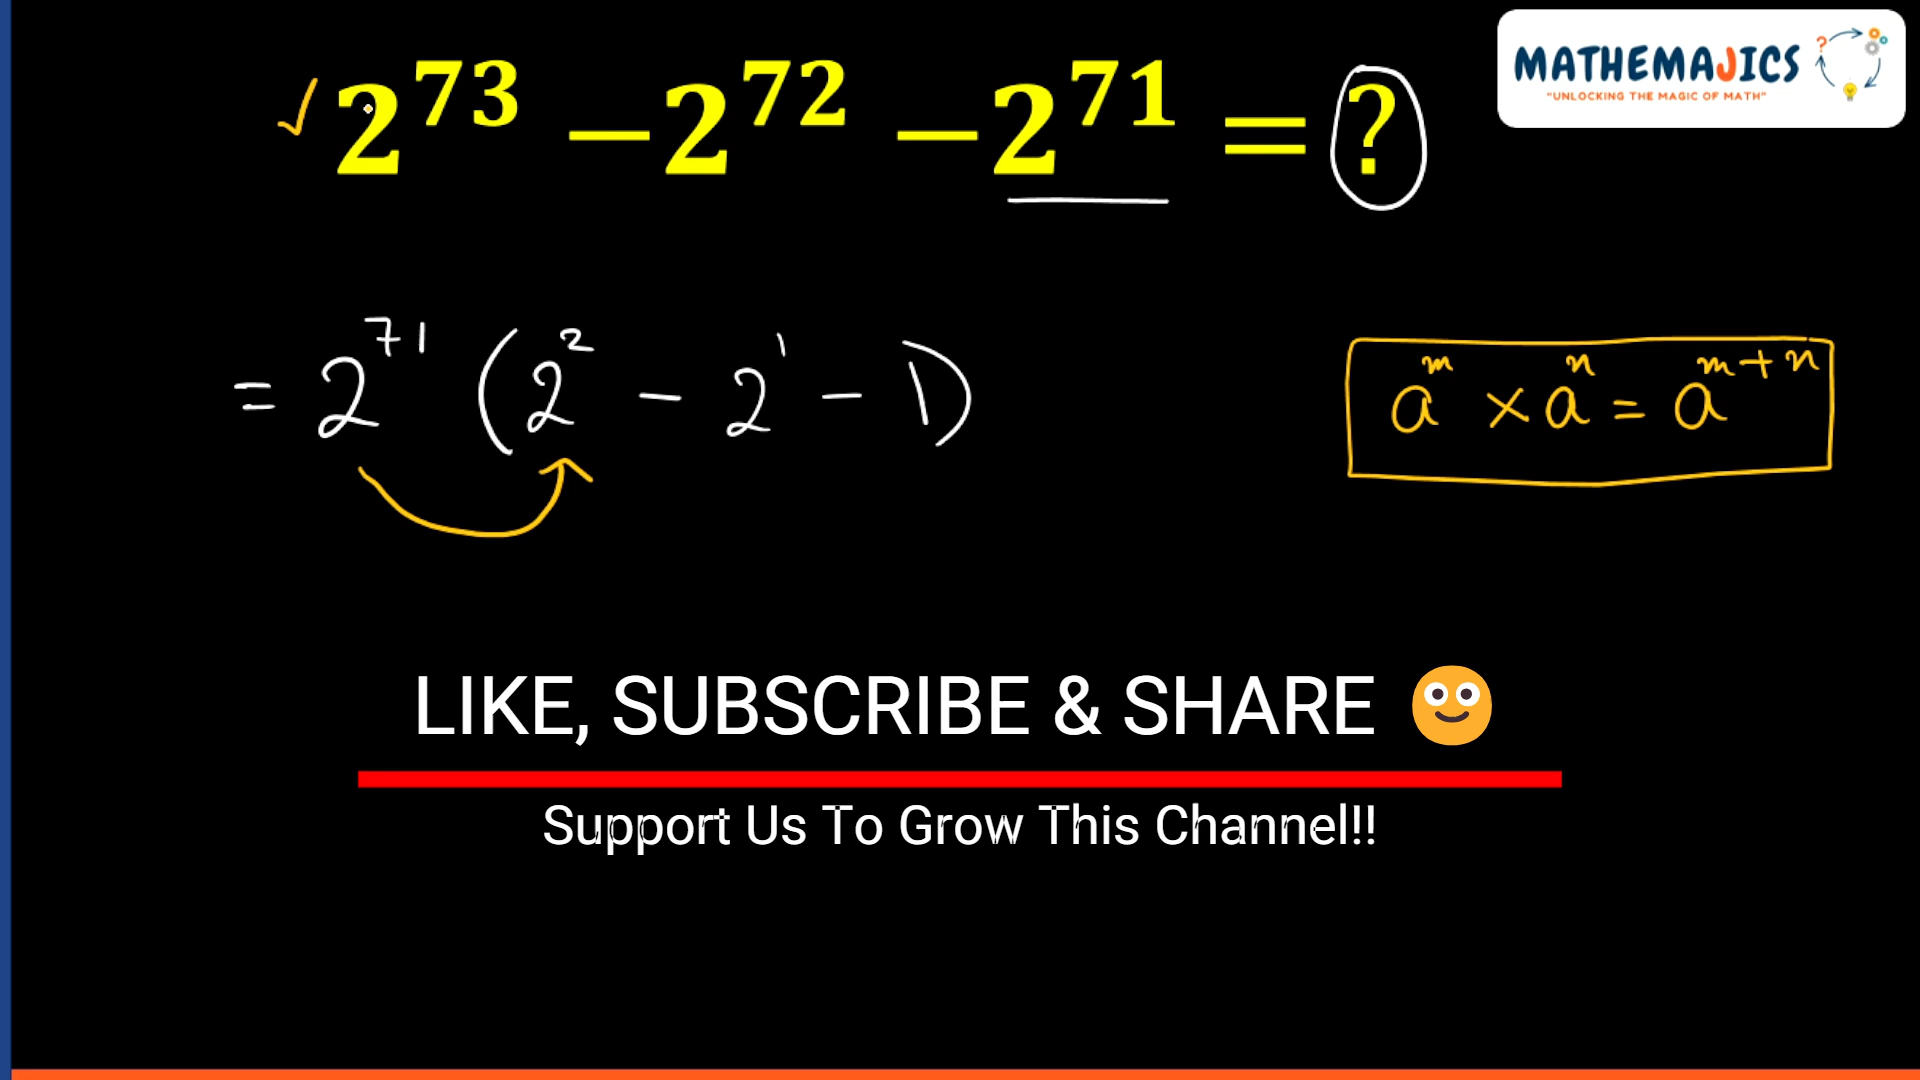 2^73 – 2^72 – 2^71 = ?
MATHEMAJICS
"UNLOCKING THE MAGIC OF MATH"
= 2^71 (2^2 - 2^1 - 1)
a^m × a^n = a^m+n
LIKE, SUBSCRIBE & SHARE
Support Us To Grow This Channel!!